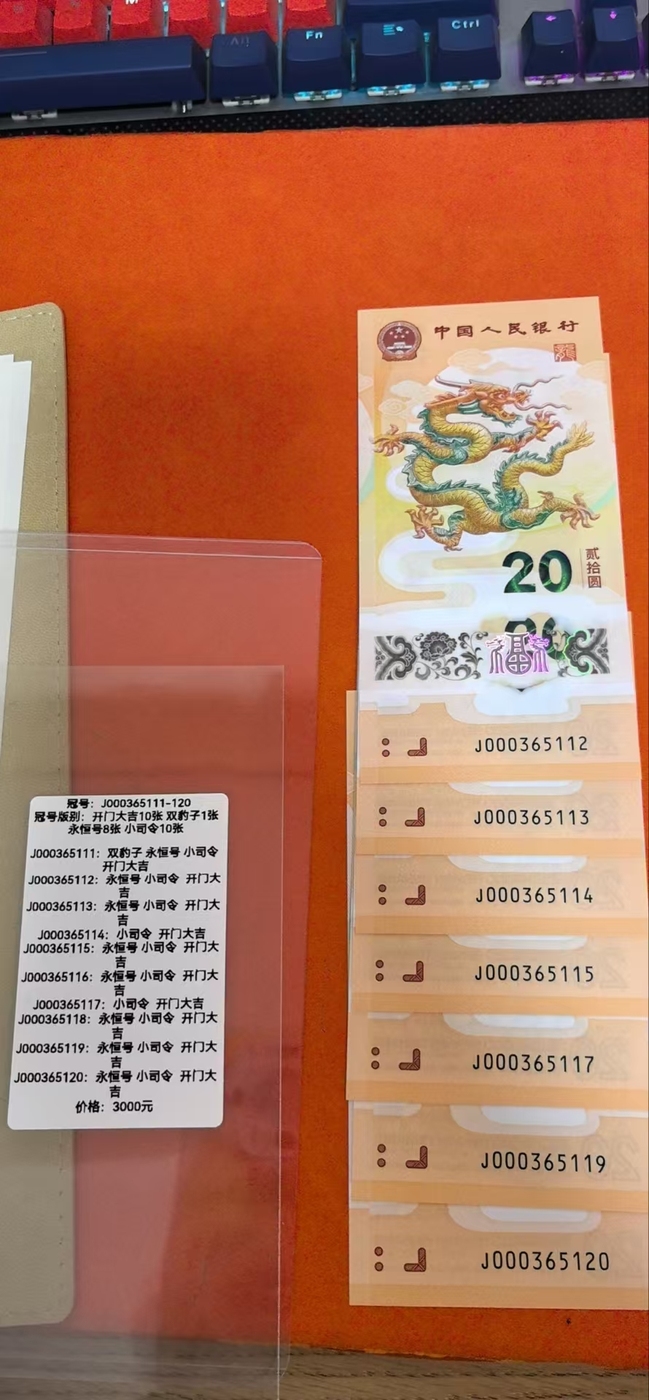 Alt
Fn
Ctrl
中国人民银行
20
贰拾圆
福
J000365112
J000365113
J000365114
J000365115
J000365117
J000365119
J000365120
冠号：J000365111-120
冠号版别：开门大吉10张 双豹子1张
永恒号8张 小司令10张
J000365111：双豹子 永恒号 小司令
开门大吉
J000365112：永恒号 小司令 开门大
吉
J000365113：永恒号 小司令 开门大
吉
J000365114：小司令 开门大吉
J000365115：永恒号 小司令 开门大
吉
J000365116：永恒号 小司令 开门大
吉
J000365117：小司令 开门大吉
J000365118：永恒号 小司令 开门大
吉
J000365119：永恒号 小司令 开门大
吉
J000365120：永恒号 小司令 开门大
吉
价格：3000元